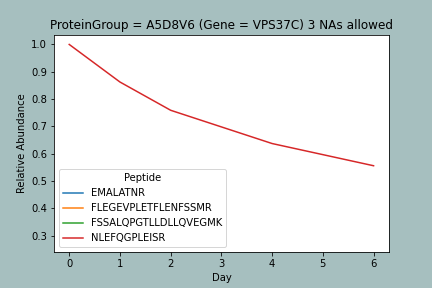 ProteinGroup = A5D8V6 (Gene = VPS37C) 3 NAs allowed
1.0
0.9
0.8
0.7
0.6
0.5
0.4
0.3
Relative Abundance
Peptide
EMALATNR
FLEGEVPLETFLENFSSMR
FSSALQPGTLLDLLQVEGMK
NLEFQGPLEISR
0 1 2 3 4 5 6
Day